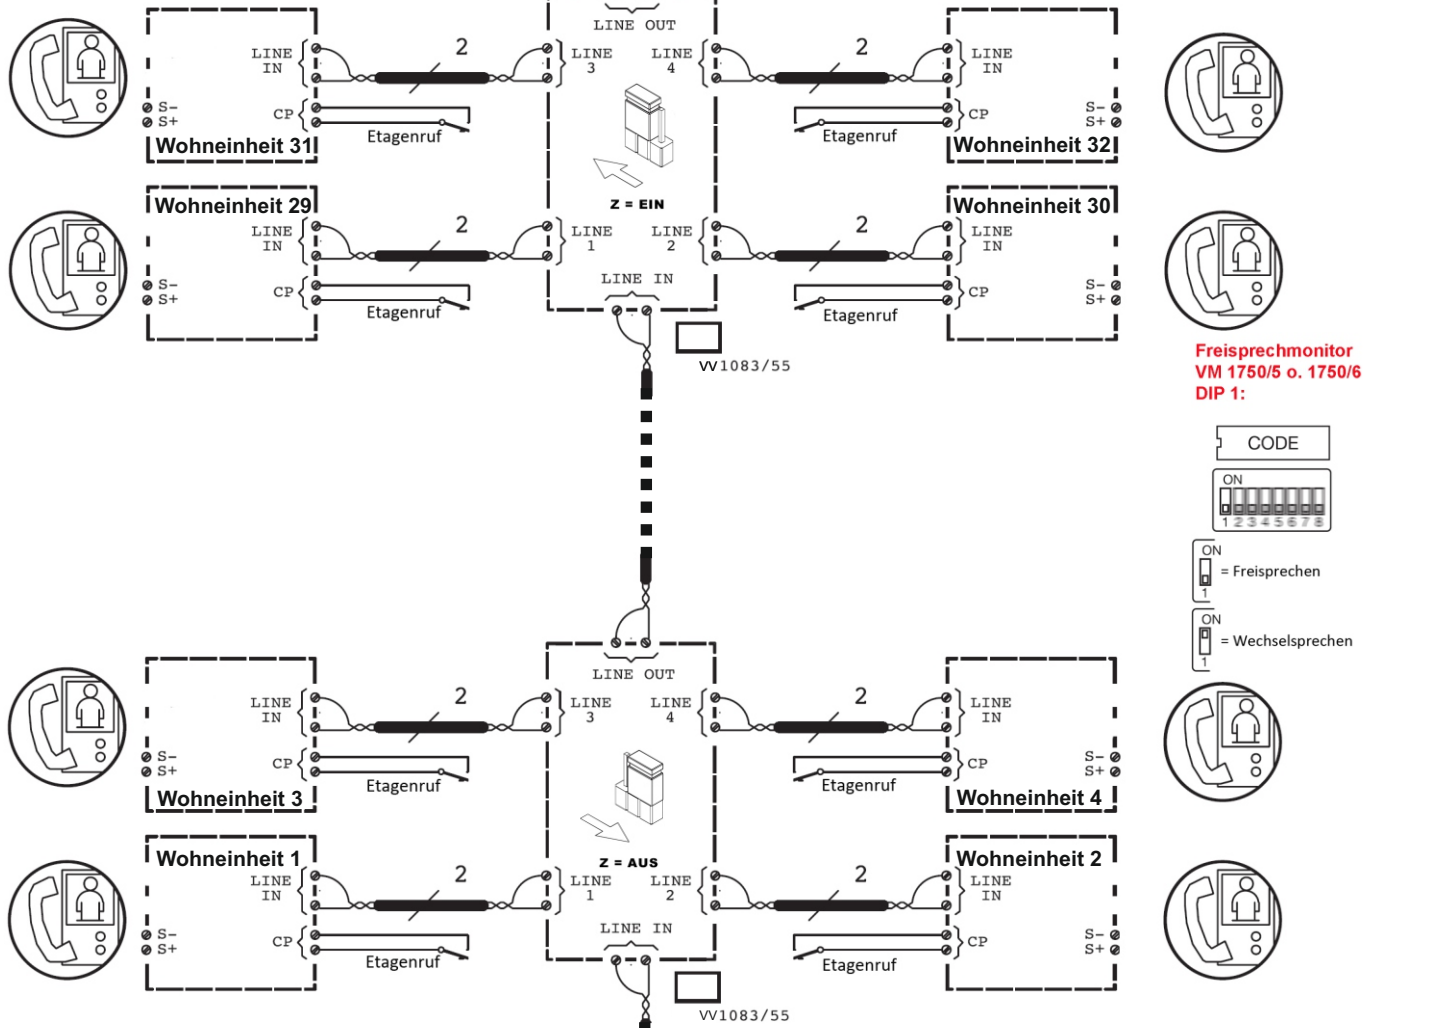 LINE OUT
LINE
IN
2
LINE
3
LINE
4
2
LINE
IN
S-
S+
CP
Etagenruf
Etagenruf
CP
S-
S+
Wohneinheit 31
Wohneinheit 32
Wohneinheit 29
Z = EIN
Wohneinheit 30
LINE
IN
2
LINE
1
LINE
2
2
LINE
IN
S-
S+
CP
Etagenruf
LINE IN
Etagenruf
CP
S-
S+
VV1083/55
Freisprechmonitor
VM 1750/5 o. 1750/6
DIP 1:
CODE
ON
1 2 3 4 5 6 7 8
ON
1
= Freisprechen
ON
1
= Wechselsprechen
LINE OUT
LINE
IN
2
LINE
3
LINE
4
2
LINE
IN
S-
S+
CP
Etagenruf
Etagenruf
CP
S-
S+
Wohneinheit 3
Wohneinheit 4
Wohneinheit 1
Z = AUS
Wohneinheit 2
LINE
IN
2
LINE
1
LINE
2
2
LINE
IN
S-
S+
CP
Etagenruf
LINE IN
Etagenruf
CP
S-
S+
VV1083/55